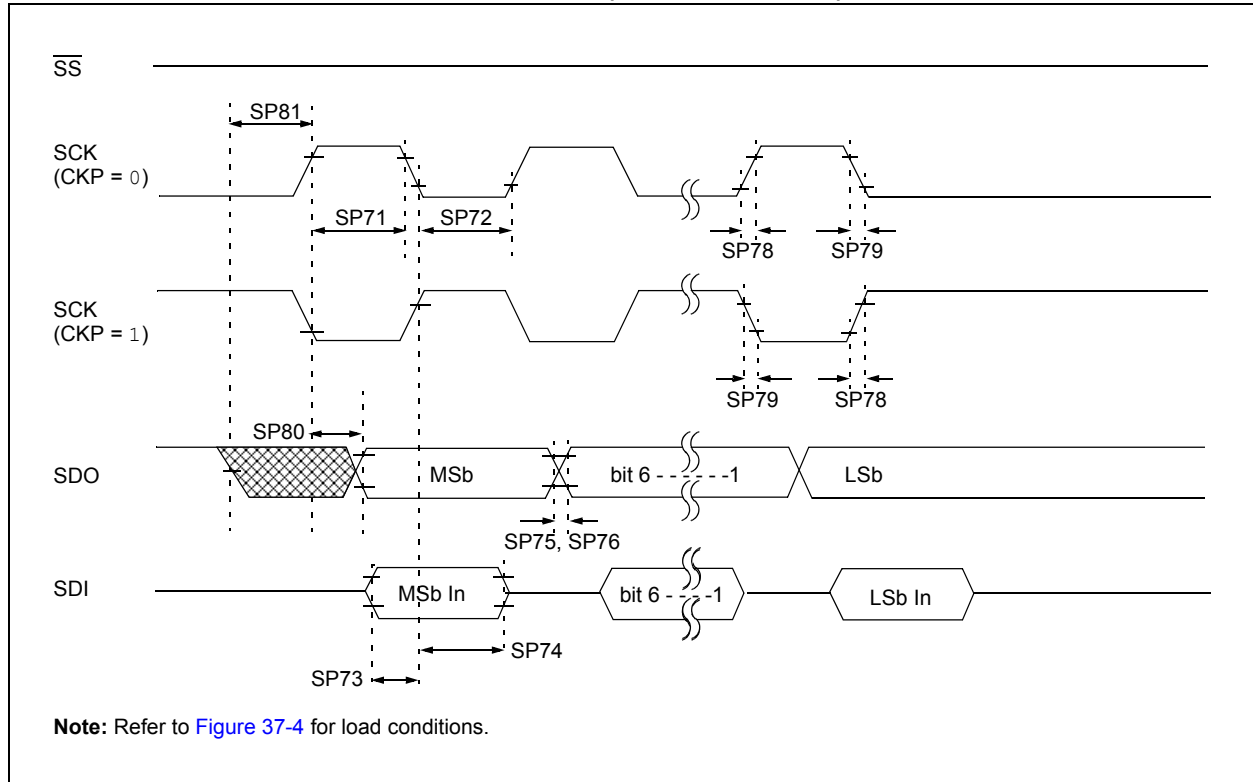 SS
SP81
SCK
(CKP = 0)
SP71
SP72
SP78
SP79
SCK
(CKP = 1)
SP79
SP78
SP80
SDO
MSb
bit 6 - - - - - -1
LSb
SP75, SP76
SDI
MSb In
bit 6 - - - -1
LSb In
SP74
SP73
Note: Refer to Figure 37-4 for load conditions.